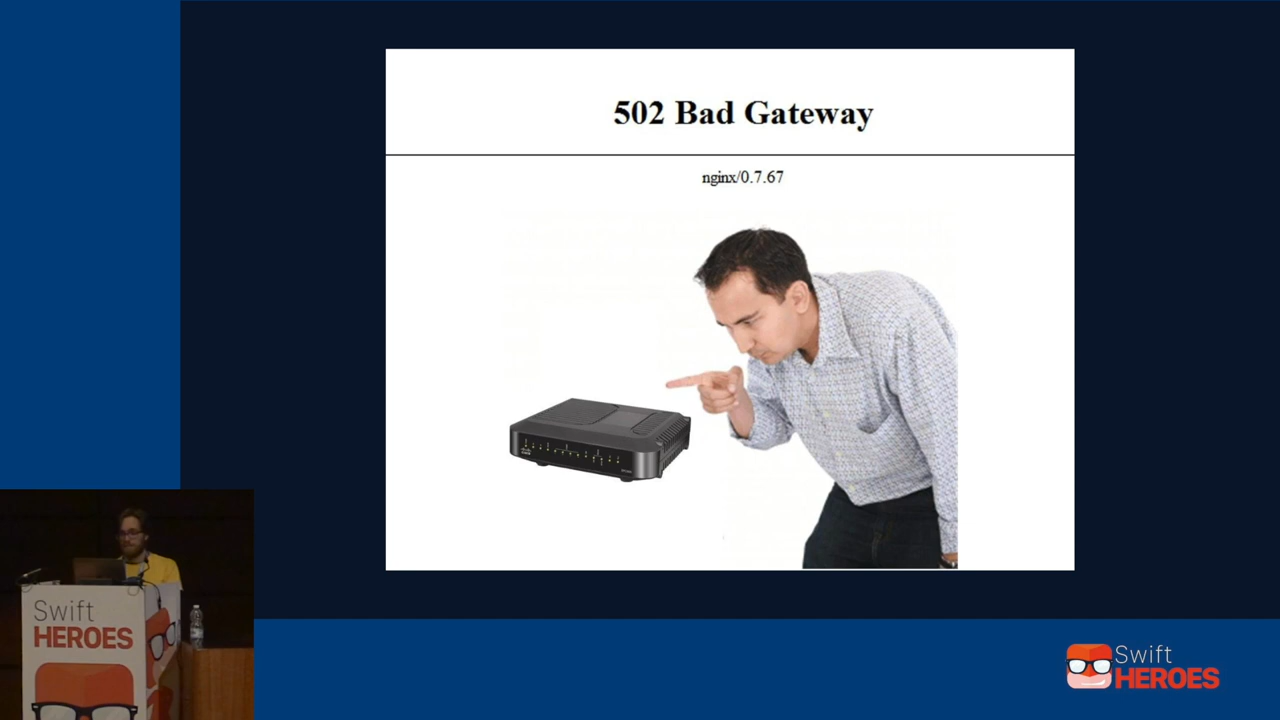 502 Bad Gateway
nginx/0.7.67
Swift
HEROES
Swift
HEROES